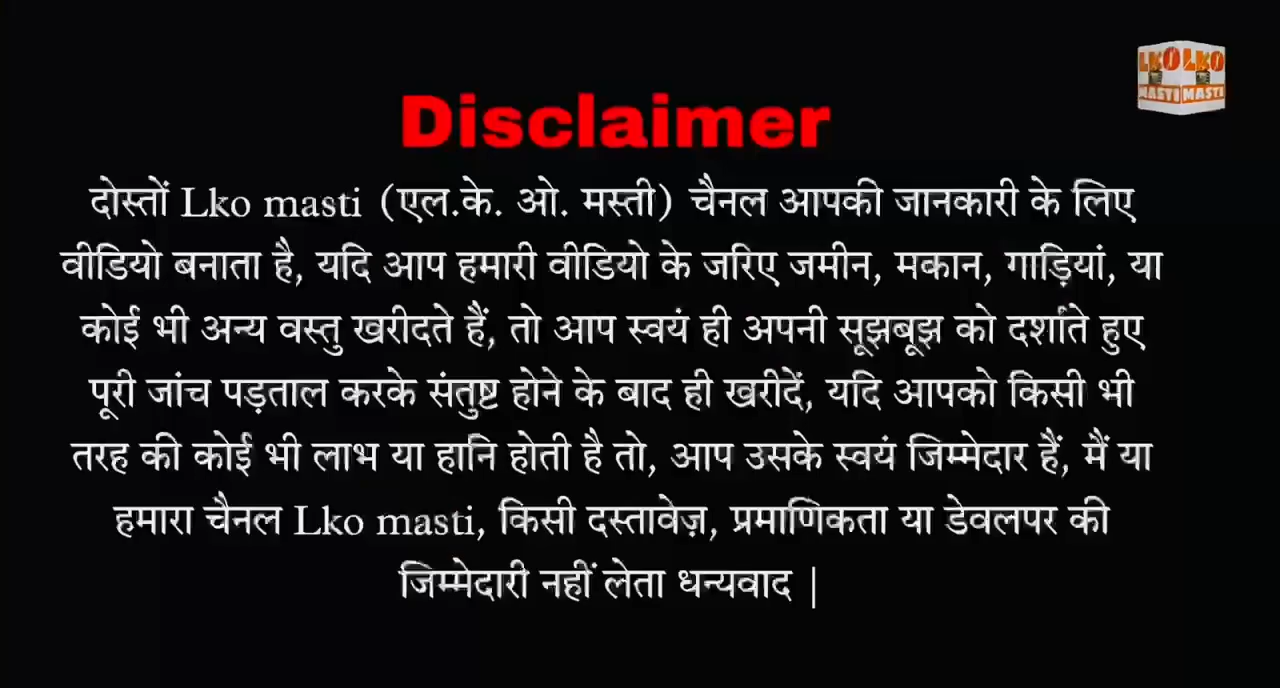 LKO LKO
MASTI MASTI
Disclaimer
दोस्तों Lko masti (एल.के. ओ. मस्ती) चैनल आपकी जानकारी के लिए
वीडियो बनाता है, यदि आप हमारी वीडियो के जरिए जमीन, मकान, गाड़ियां, या
कोई भी अन्य वस्तु खरीदते हैं, तो आप स्वयं ही अपनी सूझबूझ को दर्शाते हुए
पूरी जांच पड़ताल करके संतुष्ट होने के बाद ही खरीदें, यदि आपको किसी भी
तरह की कोई भी लाभ या हानि होती है तो, आप उसके स्वयं जिम्मेदार हैं, मैं या
हमारा चैनल Lko masti, किसी दस्तावेज़, प्रमाणिकता या डेवलपर की
जिम्मेदारी नहीं लेता धन्यवाद |